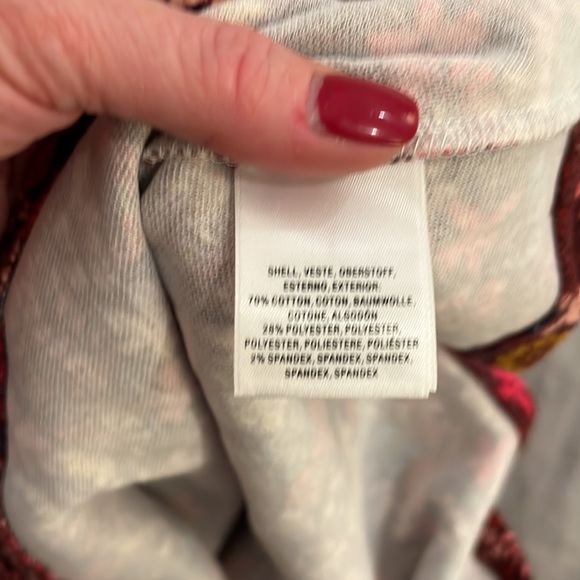 SHELL, VESTE, OBERSTOFF,
ESTERNO, EXTERIOR:
70% COTTON, COTON, BAUMWOLLE,
COTONE, ALGODÓN
28% POLYESTER, POLYESTER,
POLYESTER, POLIESTERE, POLIÉSTER
2% SPANDEX, SPANDEX, SPANDEX,
SPANDEX, SPANDEX